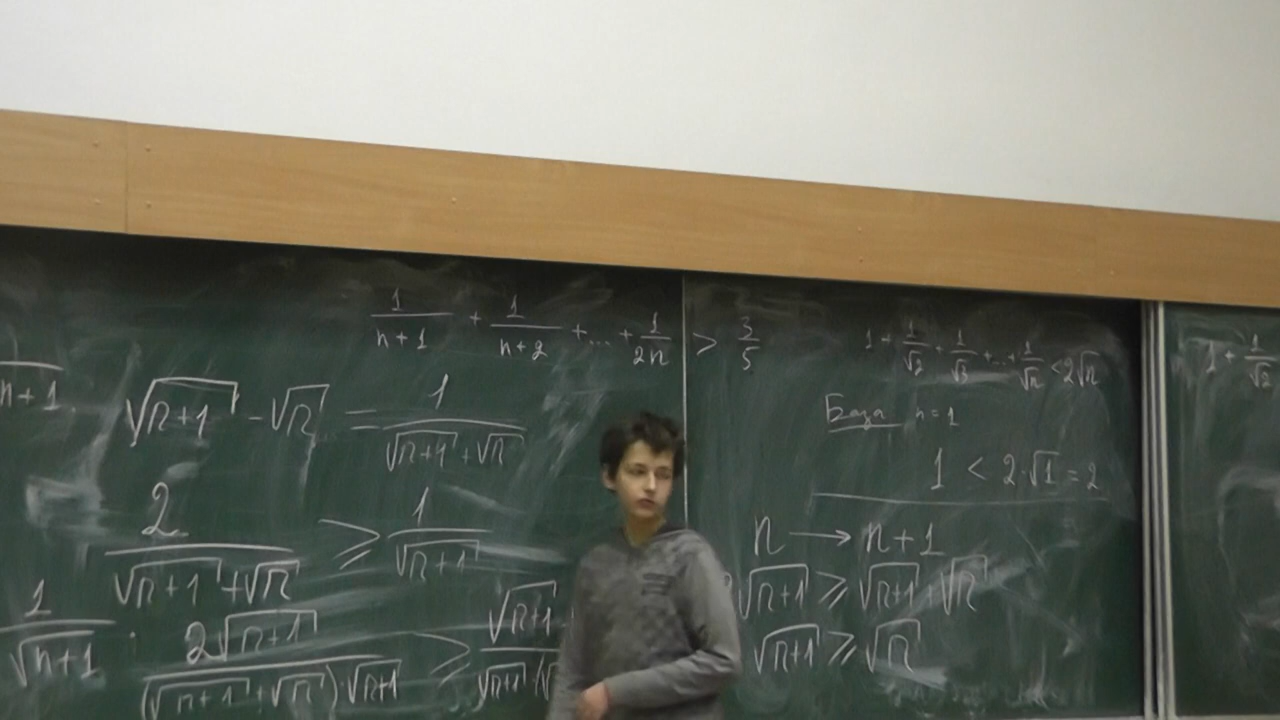 1/(n+1) + 1/(n+2) + ... + 1/(2n) > 3/5
n+1
√(n+1) - √n = 1/(√(n+1) + √n)
2/(√(n+1) + √n) ≥ 1/√(n+1)
1/√(n+1) · 2√(n+1)/((√(n+1) + √n)·√(n+1)) ≥ √(n+1)
1 + 1/√2 + 1/√3 + ... + 1/√n < 2√n
База n=1
1 < 2·√1 = 2
n → n+1
√(n+1) ≥ √(n+1) + √n
√(n+1) ≥ √n
1 + 1/√2